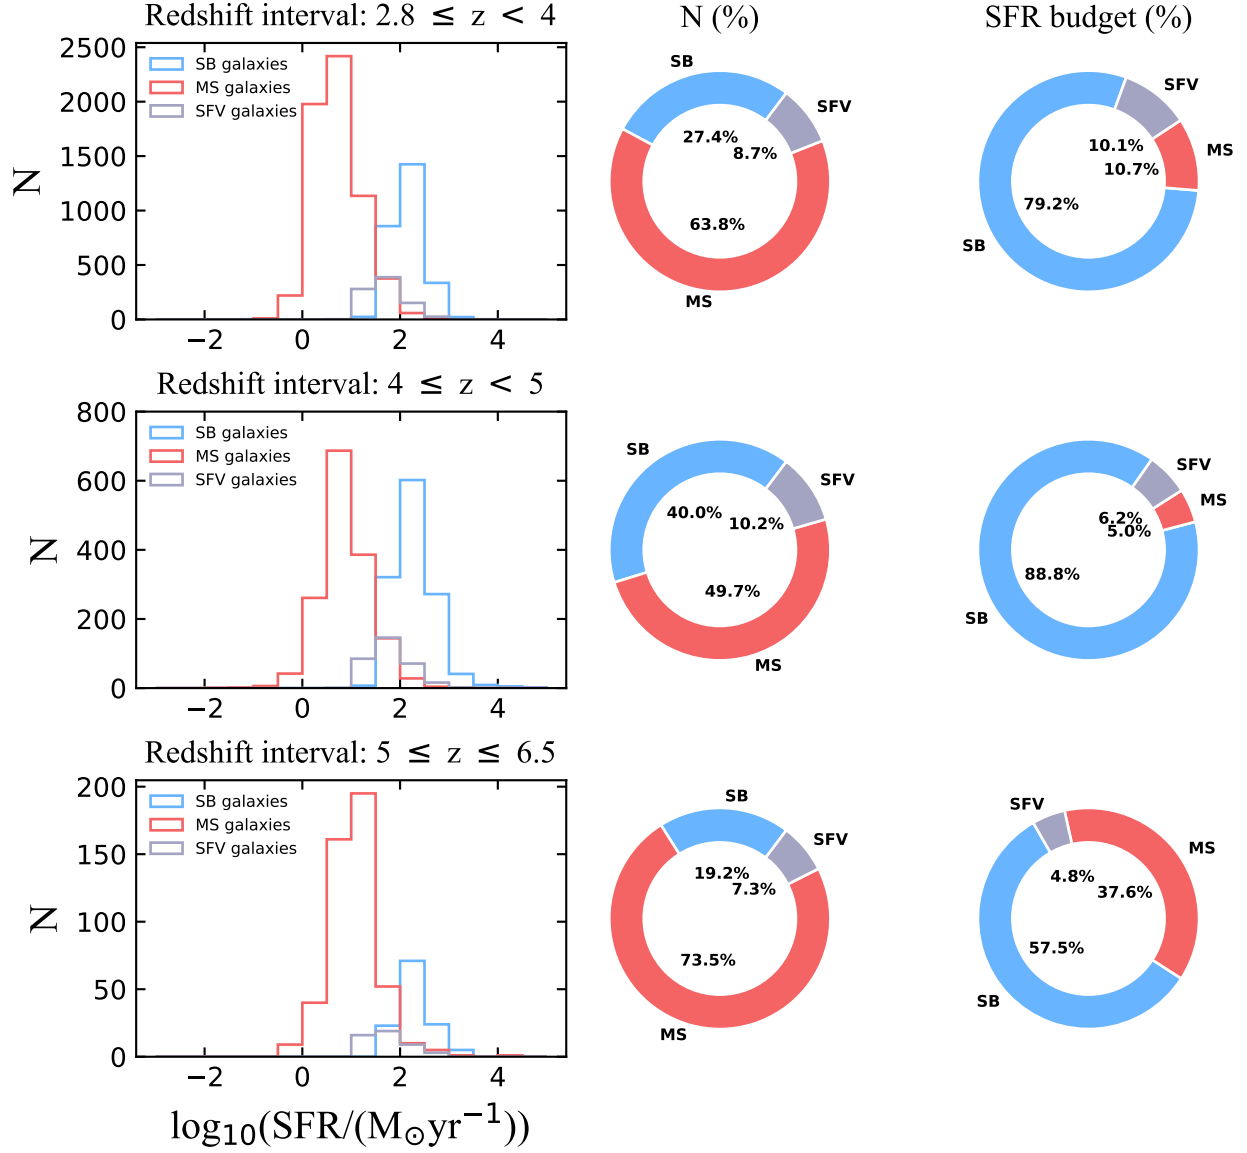 Redshift interval: 2.8 ≤ z < 4
N (%)
SFR budget (%)
2500
2000
1500
1000
500
0
N
SB galaxies
MS galaxies
SFV galaxies
−2 0 2 4
SB
SFV
27.4%
8.7%
63.8%
MS
SFV
10.1%
MS
10.7%
79.2%
SB
Redshift interval: 4 ≤ z < 5
800
600
400
200
0
N
SB galaxies
MS galaxies
SFV galaxies
−2 0 2 4
SB
SFV
40.0%
10.2%
49.7%
MS
SFV
MS
6.2%
5.0%
88.8%
SB
Redshift interval: 5 ≤ z ≤ 6.5
200
150
100
50
0
N
SB galaxies
MS galaxies
SFV galaxies
−2 0 2 4
log₁₀(SFR/(M☉yr⁻¹))
SB
SFV
19.2%
7.3%
73.5%
MS
SFV
MS
4.8%
37.6%
57.5%
SB